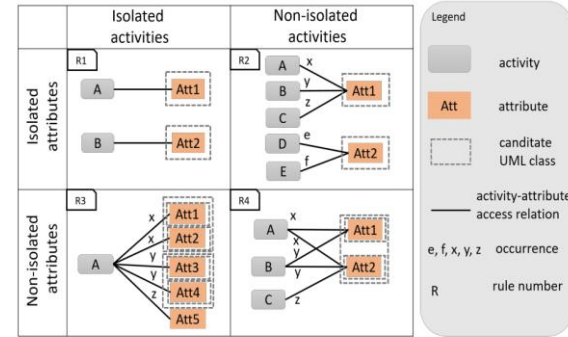 Isolated
activities
Non-isolated
activities
Isolated
attributes
Non-isolated
attributes
R1
A
Att1
B
Att2
R2
A
x
B
y
Att1
C
z
D
e
Att2
E
f
R3
x
Att1
x
Att2
A
y
Att3
y
Att4
z
Att5
R4
x
A
Att1
x
y
B
y
Att2
C
z
Legend
activity
Att
attribute
canditate
UML class
activity-attribute
access relation
e, f, x, y, z
occurrence
R
rule number